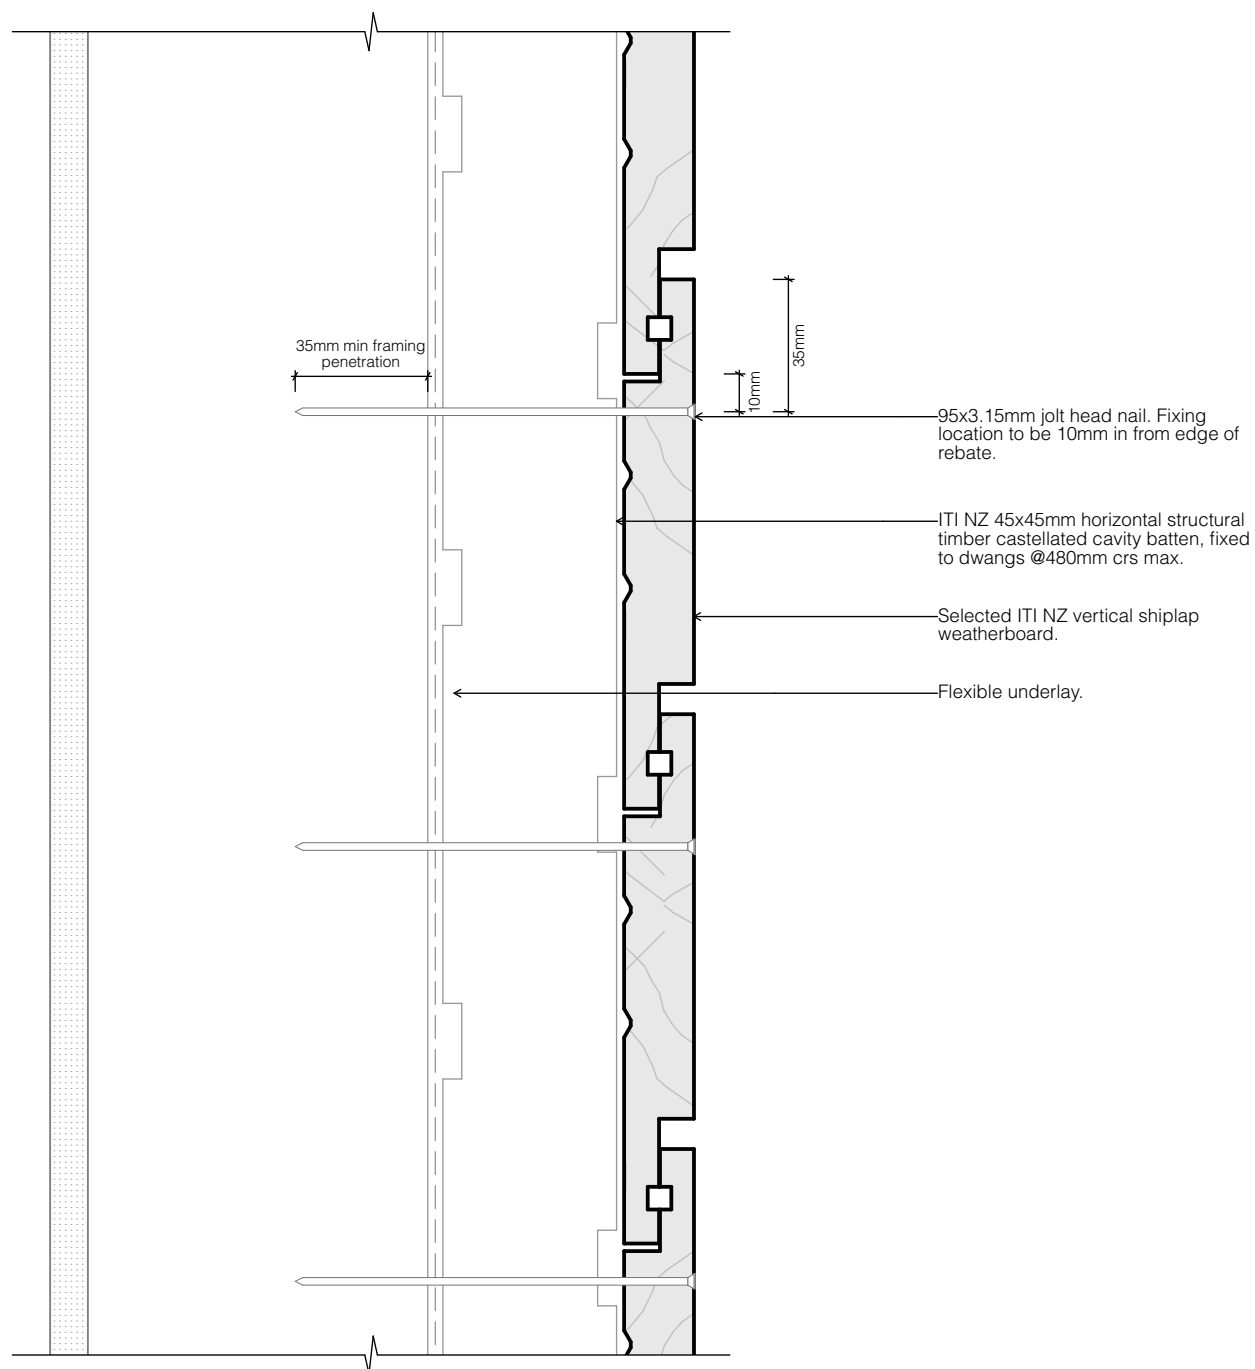 35mm min framing
penetration
35mm
10mm
95x3.15mm jolt head nail. Fixing
location to be 10mm in from edge of
rebate.
ITI NZ 45x45mm horizontal structural
timber castellated cavity batten, fixed
to dwangs @480mm crs max.
Selected ITI NZ vertical shiplap
weatherboard.
Flexible underlay.